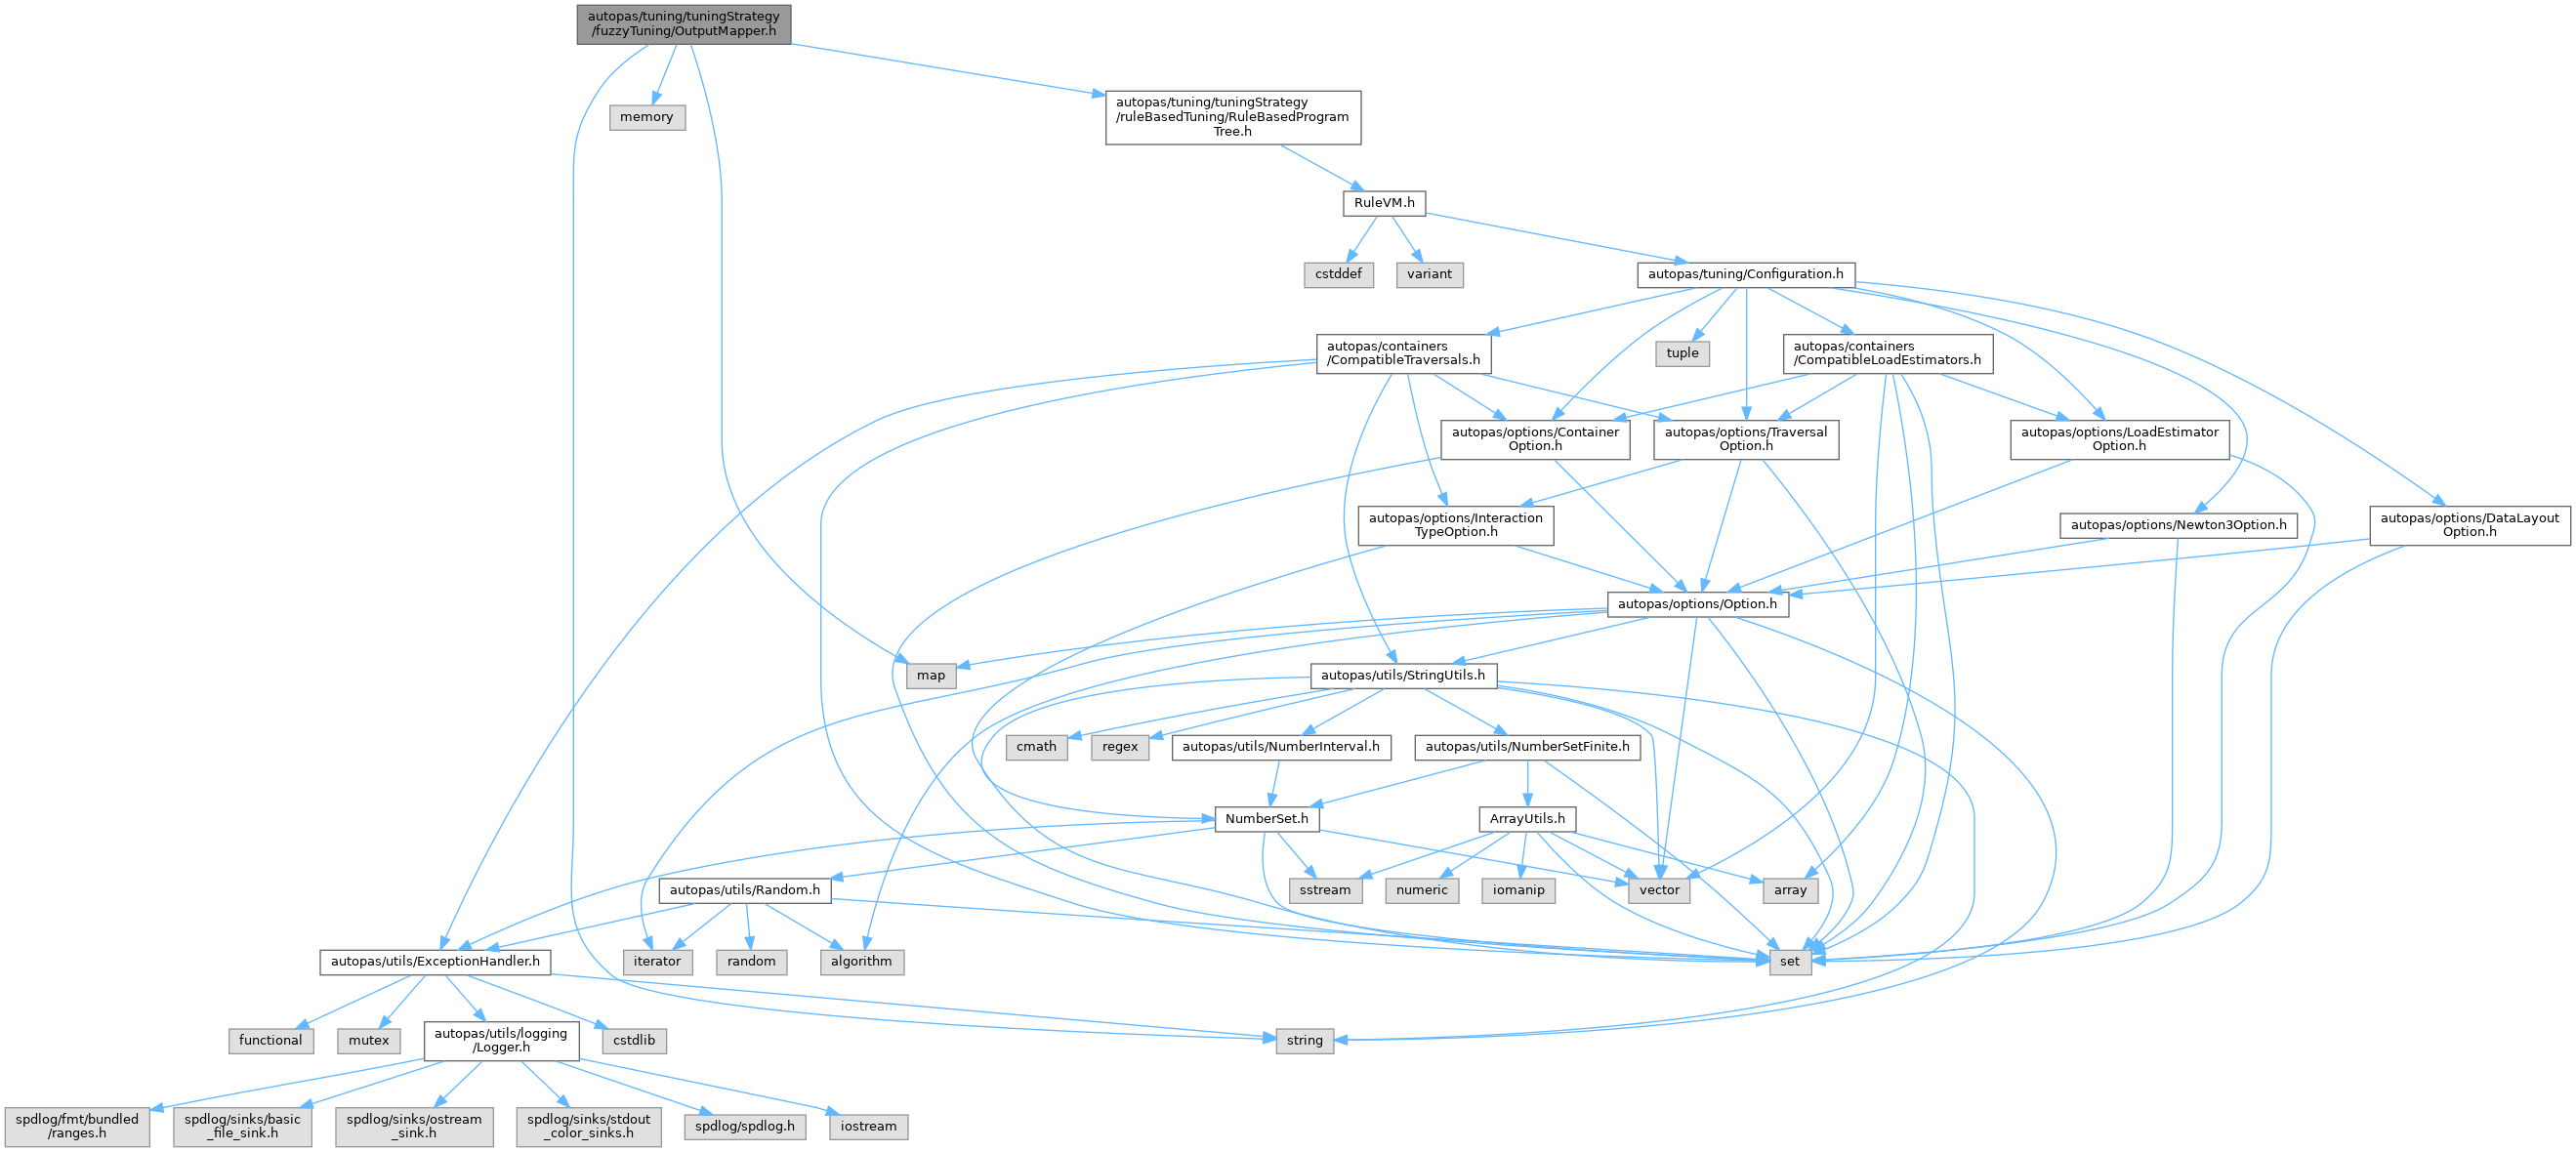 autopas/tuning/tuningStrategy
/fuzzyTuning/OutputMapper.h
memory
autopas/tuning/tuningStrategy
/ruleBasedTuning/RuleBasedProgram
Tree.h
RuleVM.h
cstddef
variant
autopas/tuning/Configuration.h
autopas/containers
/CompatibleTraversals.h
tuple
autopas/containers
/CompatibleLoadEstimators.h
autopas/options/Container
Option.h
autopas/options/Traversal
Option.h
autopas/options/LoadEstimator
Option.h
autopas/options/Interaction
TypeOption.h
autopas/options/Newton3Option.h
autopas/options/DataLayout
Option.h
autopas/options/Option.h
map
autopas/utils/StringUtils.h
cmath
regex
autopas/utils/NumberInterval.h
autopas/utils/NumberSetFinite.h
NumberSet.h
ArrayUtils.h
autopas/utils/Random.h
sstream
numeric
iomanip
vector
array
autopas/utils/ExceptionHandler.h
iterator
random
algorithm
set
functional
mutex
autopas/utils/logging
/Logger.h
cstdlib
string
spdlog/fmt/bundled
/ranges.h
spdlog/sinks/basic
_file_sink.h
spdlog/sinks/ostream
_sink.h
spdlog/sinks/stdout
_color_sinks.h
spdlog/spdlog.h
iostream